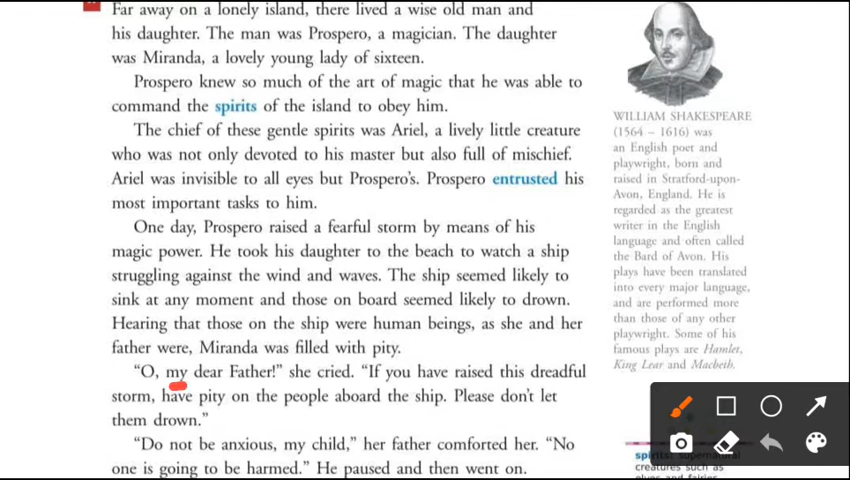 Far away on a lonely island, there lived a wise old man and
his daughter. The man was Prospero, a magician. The daughter
was Miranda, a lovely young lady of sixteen.
Prospero knew so much of the art of magic that he was able to
command the spirits of the island to obey him.
The chief of these gentle spirits was Ariel, a lively little creature
who was not only devoted to his master but also full of mischief.
Ariel was invisible to all eyes but Prospero's. Prospero entrusted his
most important tasks to him.
One day, Prospero raised a fearful storm by means of his
magic power. He took his daughter to the beach to watch a ship
struggling against the wind and waves. The ship seemed likely to
sink at any moment and those on board seemed likely to drown.
Hearing that those on the ship were human beings, as she and her
father were, Miranda was filled with pity.
"O, my dear Father!" she cried. "If you have raised this dreadful
storm, have pity on the people aboard the ship. Please don't let
them drown."
"Do not be anxious, my child," her father comforted her. "No
one is going to be harmed." He paused and then went on.
WILLIAM SHAKESPEARE
(1564 – 1616) was
an English poet and
playwright, born and
raised in Stratford-upon-
Avon, England. He is
regarded as the greatest
writer in the English
language and often called
the Bard of Avon. His
plays have been translated
into every major language,
and are performed more
than those of any other
playwright. Some of his
famous plays are Hamlet,
King Lear and Macbeth.
spirits: supernatural
creatures such as
elves and fairies